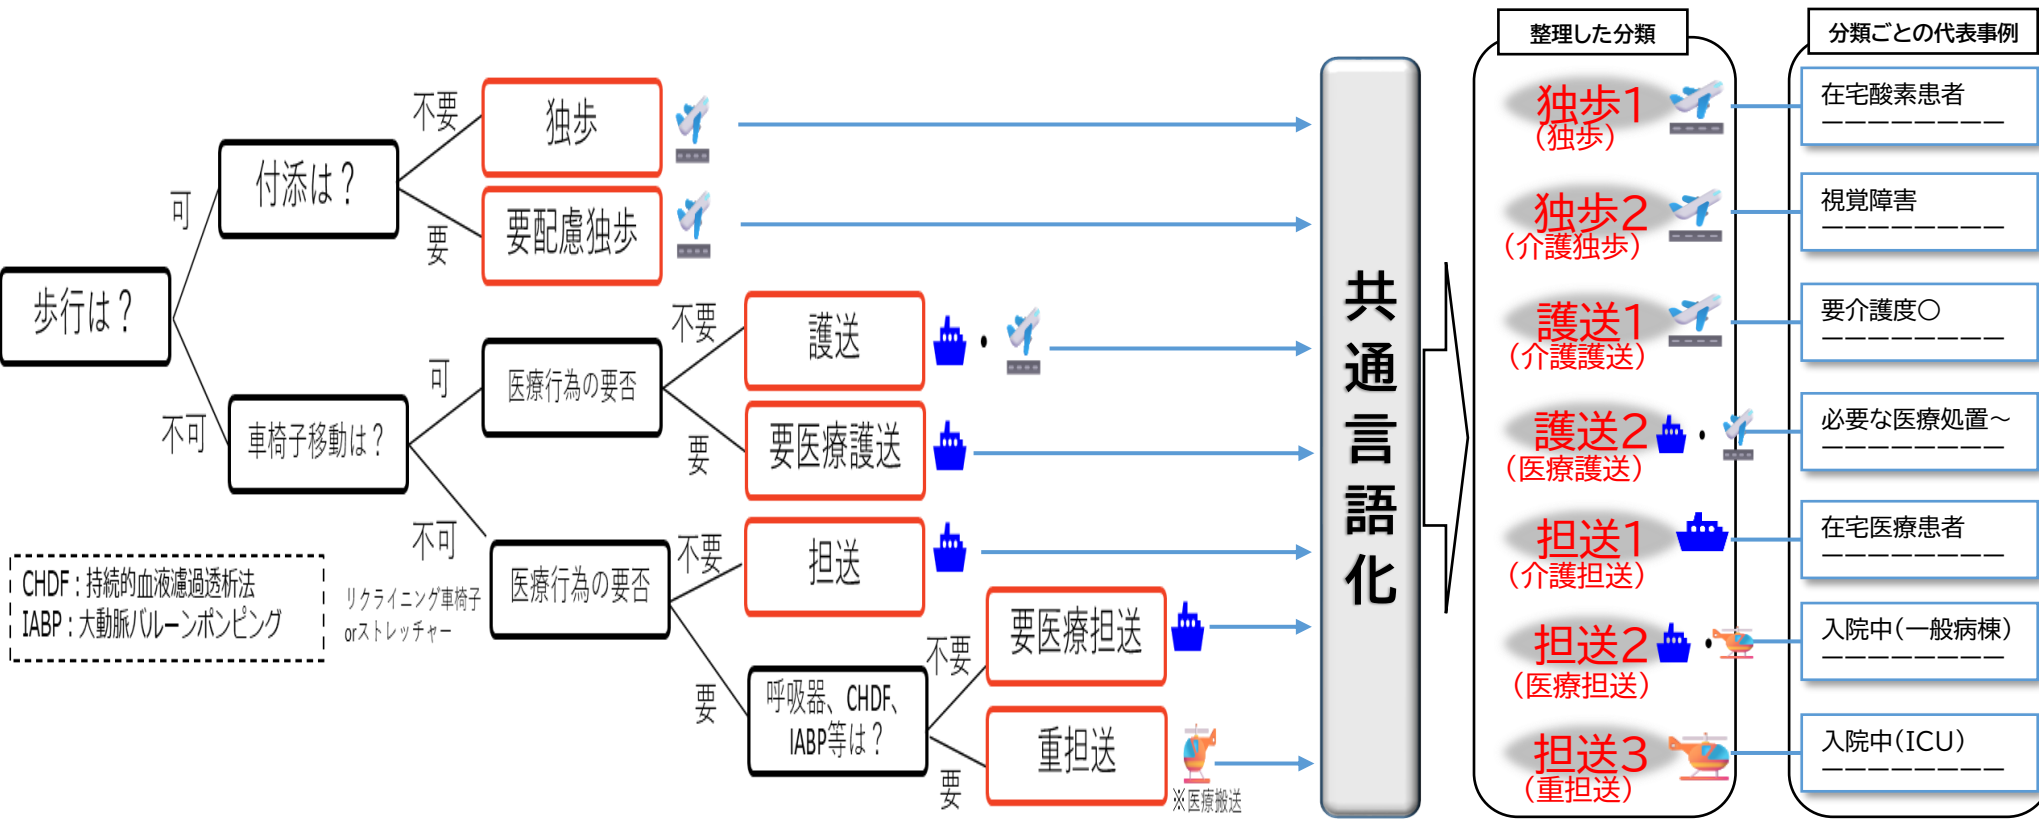 歩行は？
可
不可
付添は？
不要
要
独歩
要配慮独歩
車椅子移動は？
可
不可
医療行為の要否
不要
要
護送
・
要医療護送
リクライニング車椅子
orストレッチャー
医療行為の要否
不要
要
担送
呼吸器、CHDF、
IABP等は？
不要
要
要医療担送
重担送
※医療搬送
CHDF：持続的血液濾過透析法
IABP：大動脈バルーンポンピング
共通言語化
整理した分類
独歩1
（独歩）
独歩2
（介護独歩）
護送1
（介護護送）
護送2 ・
（医療護送）
担送1
（介護担送）
担送2 ・
（医療担送）
担送3
（重担送）
分類ごとの代表事例
在宅酸素患者
――――――――
視覚障害
――――――――
要介護度〇
――――――――
必要な医療処置～
――――――――
在宅医療患者
――――――――
入院中（一般病棟）
――――――――
入院中（ICU）
――――――――